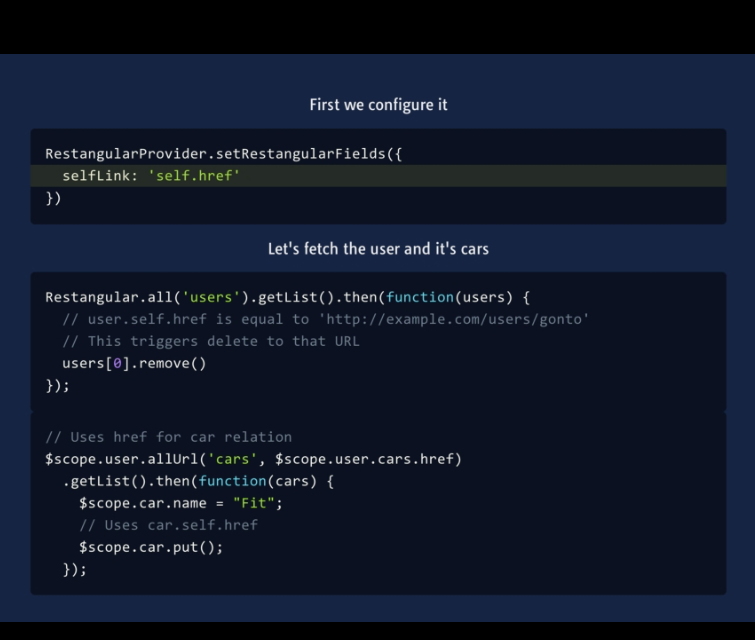 First we configure it
RestangularProvider.setRestangularFields({
  selfLink: 'self.href'
})
Let's fetch the user and it's cars
Restangular.all('users').getList().then(function(users) {
  // user.self.href is equal to 'http://example.com/users/gonto'
  // This triggers delete to that URL
  users[0].remove()
});
// Uses href for car relation
$scope.user.allUrl('cars', $scope.user.cars.href)
  .getList().then(function(cars) {
    $scope.car.name = "Fit";
    // Uses car.self.href
    $scope.car.put();
  });